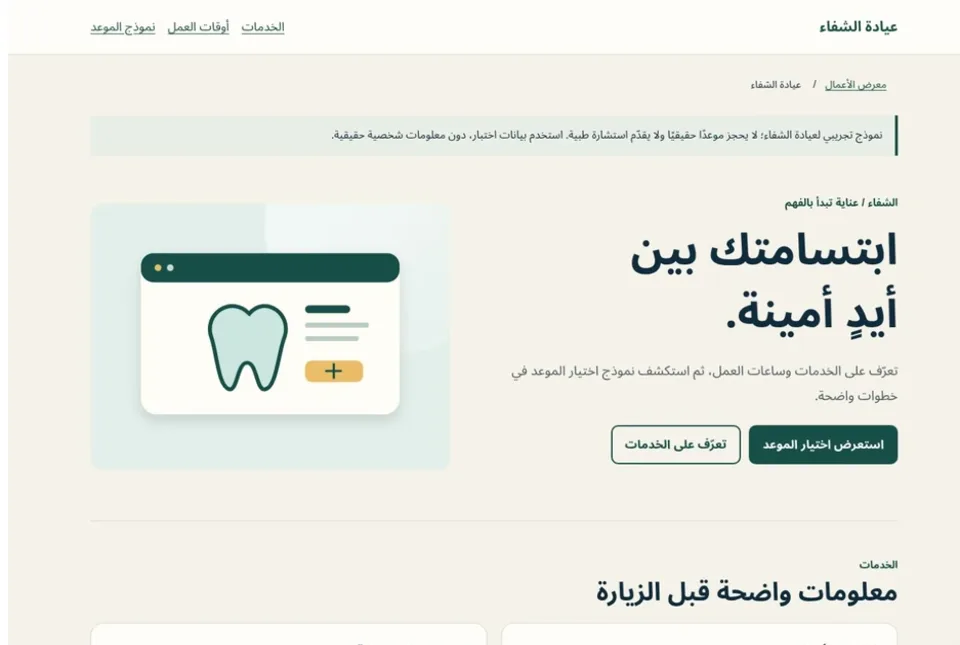 عيادة الشفاء
الخدمات أوقات العمل نموذج الموعد
معرض الأعمال / عيادة الشفاء
نموذج تجريبي لعيادة الشفاء؛ لا يحجز موعدًا حقيقيًا ولا يقدّم استشارة طبية. استخدم بيانات اختبار، دون معلومات شخصية حقيقية.
الشفاء / عناية تبدأ بالفهم
ابتسامتك بين
أيدٍ أمينة.
تعرّف على الخدمات وساعات العمل، ثم استكشف نموذج اختيار الموعد في
خطوات واضحة.
استعرض اختيار الموعد
تعرّف على الخدمات
الخدمات
معلومات واضحة قبل الزيارة